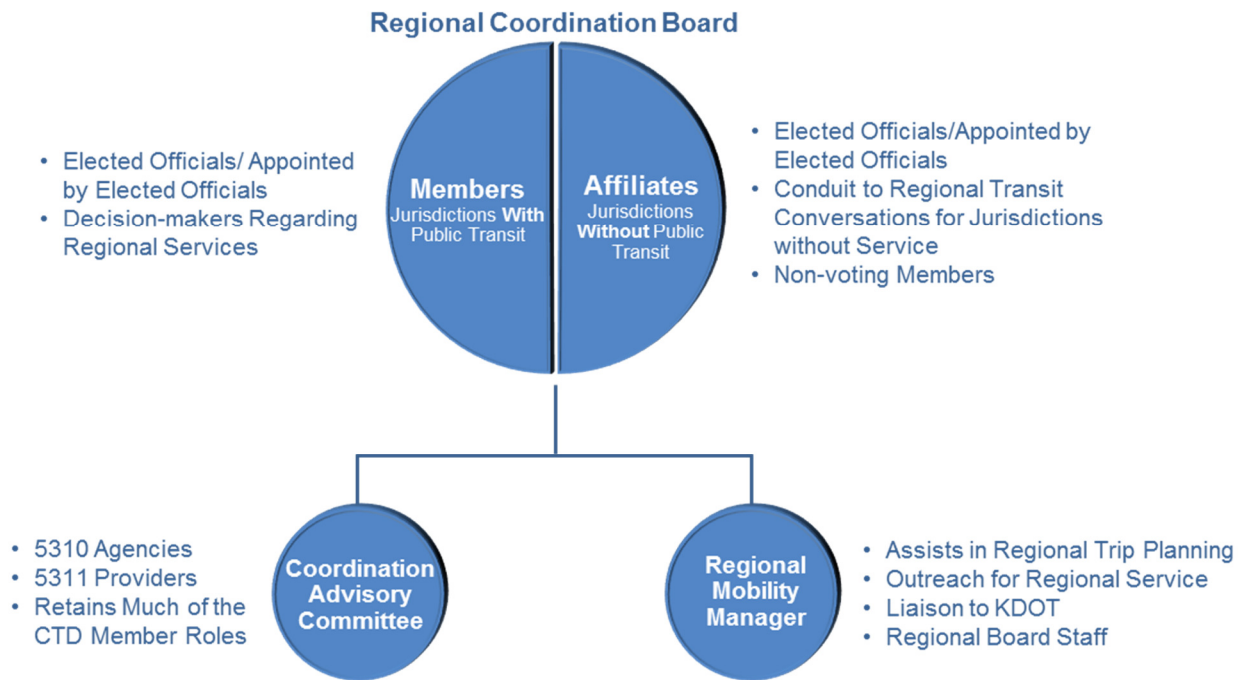 Regional Coordination Board
• Elected Officials/ Appointed
by Elected Officials
• Decision-makers Regarding
Regional Services
Members
Jurisdictions With
Public Transit
Affiliates
Jurisdictions
Without Public
Transit
• Elected Officials/Appointed by
Elected Officials
• Conduit to Regional Transit
Conversations for Jurisdictions
without Service
• Non-voting Members
• 5310 Agencies
• 5311 Providers
• Retains Much of the
CTD Member Roles
Coordination
Advisory
Committee
Regional
Mobility
Manager
• Assists in Regional Trip Planning
• Outreach for Regional Service
• Liaison to KDOT
• Regional Board Staff